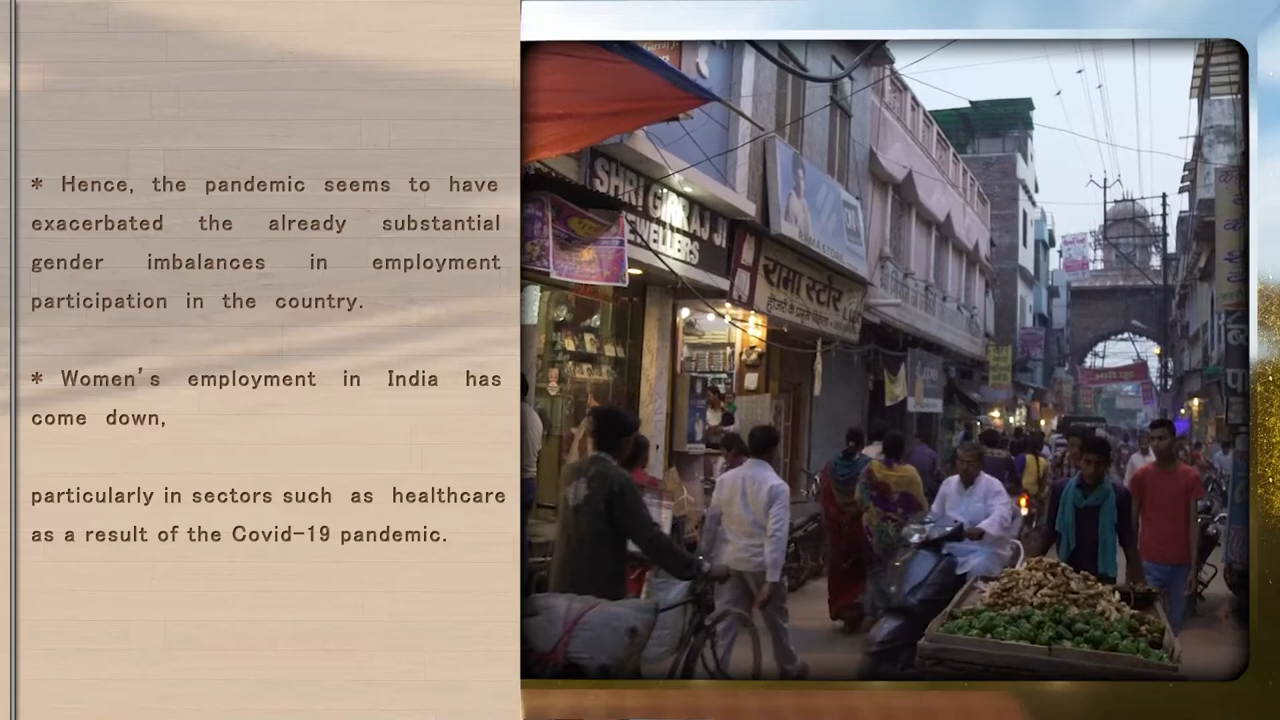 * Hence, the pandemic seems to have
exacerbated the already substantial
gender imbalances in employment
participation in the country.
* Women's employment in India has
come down,
particularly in sectors such as healthcare
as a result of the Covid-19 pandemic.
SHRI GIRRAJ JI
JEWELLERS
रामा स्टोर